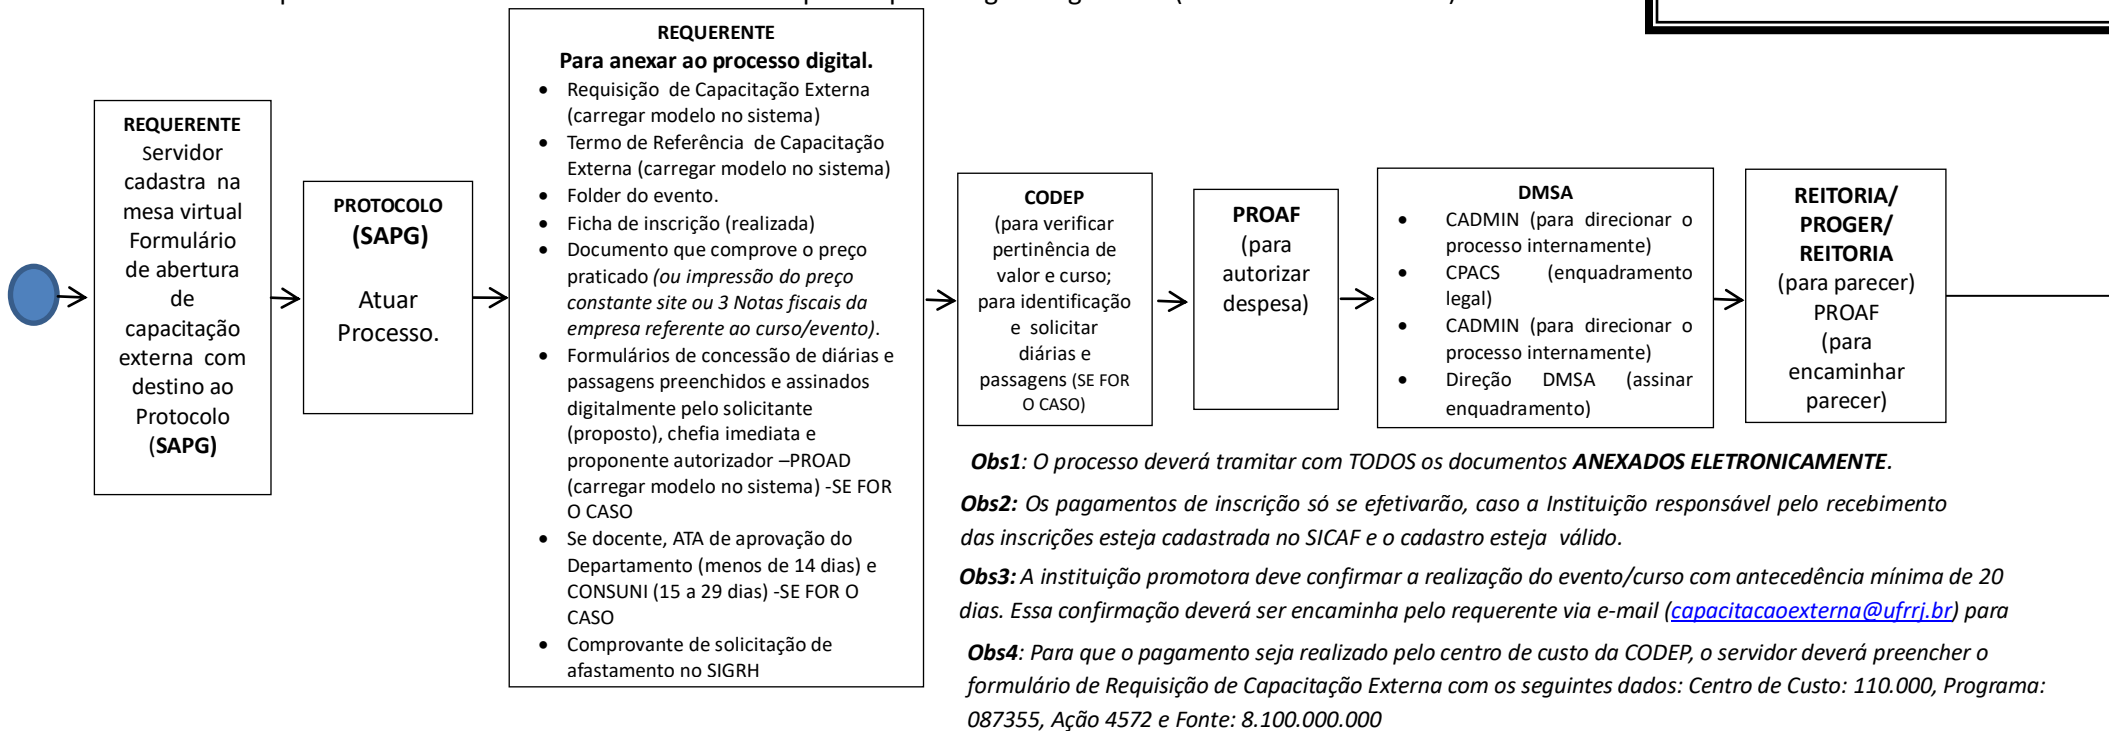 REQUERENTE
Servidor
cadastra na
mesa virtual
Formulário
de abertura
de
capacitação
externa com
destino ao
Protocolo
(SAPG)
PROTOCOLO
(SAPG)
Atuar
Processo.
REQUERENTE
Para anexar ao processo digital.
• Requisição de Capacitação Externa
(carregar modelo no sistema)
• Termo de Referência de Capacitação
Externa (carregar modelo no sistema)
• Folder do evento.
• Ficha de inscrição (realizada)
• Documento que comprove o preço
praticado (ou impressão do preço
constante site ou 3 Notas fiscais da
empresa referente ao curso/evento).
• Formulários de concessão de diárias e
passagens preenchidos e assinados
digitalmente pelo solicitante
(proposto), chefia imediata e
proponente autorizador –PROAD
(carregar modelo no sistema) -SE FOR
O CASO
• Se docente, ATA de aprovação do
Departamento (menos de 14 dias) e
CONSUNI (15 a 29 dias) -SE FOR O
CASO
• Comprovante de solicitação de
afastamento no SIGRH
CODEP
(para verificar
pertinência de
valor e curso;
para identificação
e solicitar
diárias e
passagens (SE FOR
O CASO)
PROAF
(para
autorizar
despesa)
DMSA
• CADMIN (para direcionar o
processo internamente)
• CPACS (enquadramento
legal)
• CADMIN (para direcionar o
processo internamente)
• Direção DMSA (assinar
enquadramento)
REITORIA/
PROGER/
REITORIA
(para parecer)
PROAF
(para
encaminhar
parecer)
Obs1: O processo deverá tramitar com TODOS os documentos ANEXADOS ELETRONICAMENTE.
Obs2: Os pagamentos de inscrição só se efetivarão, caso a Instituição responsável pelo recebimento
das inscrições esteja cadastrada no SICAF e o cadastro esteja válido.
Obs3: A instituição promotora deve confirmar a realização do evento/curso com antecedência mínima de 20
dias. Essa confirmação deverá ser encaminha pelo requerente via e-mail (capacitacaoexterna@ufrrj.br) para
Obs4: Para que o pagamento seja realizado pelo centro de custo da CODEP, o servidor deverá preencher o
formulário de Requisição de Capacitação Externa com os seguintes dados: Centro de Custo: 110.000, Programa:
087355, Ação 4572 e Fonte: 8.100.000.000